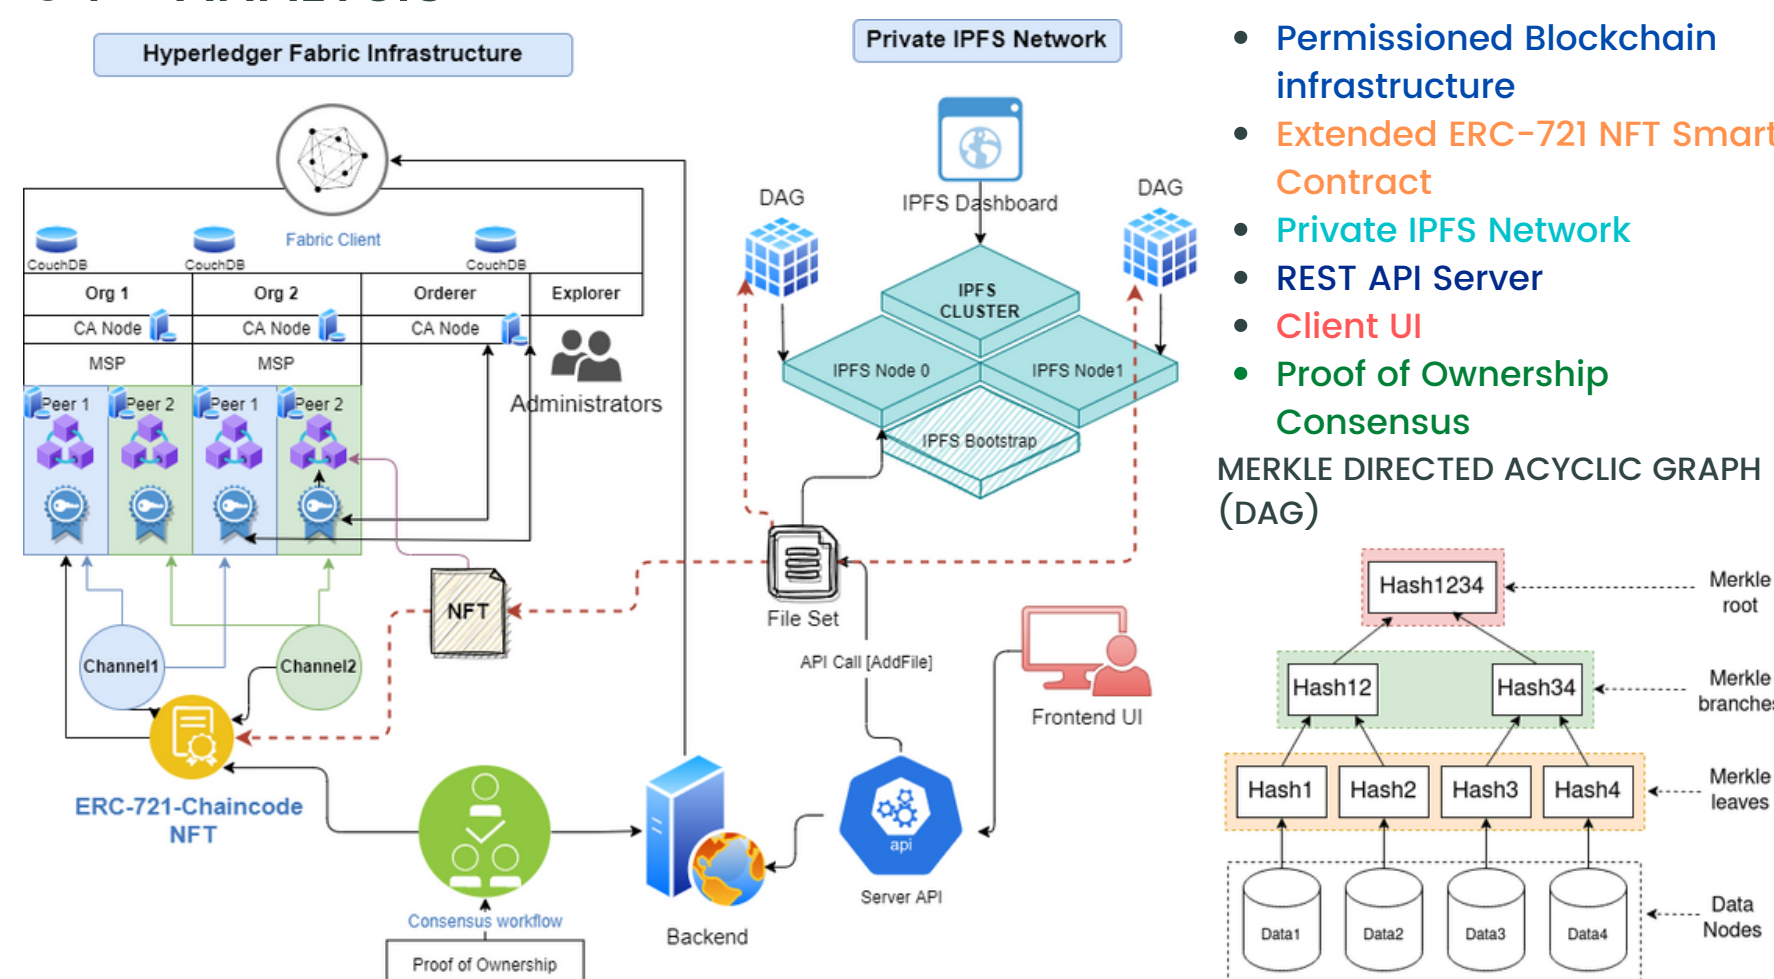 ANALYSIS
Hyperledger Fabric Infrastructure
Private IPFS Network
Fabric Client
CouchDB
CouchDB
CouchDB
Org 1
Org 2
Orderer
Explorer
CA Node
CA Node
CA Node
MSP
MSP
Peer 1
Peer 2
Peer 1
Peer 2
Administrators
Channel1
Channel2
NFT
ERC-721-Chaincode
NFT
Consensus workflow
Proof of Ownership
Backend
DAG
IPFS Dashboard
DAG
IPFS
CLUSTER
IPFS Node 0
IPFS Node1
IPFS Bootstrap
File Set
API Call [AddFile]
Frontend UI
api
Server API
Permissioned Blockchain
infrastructure
Extended ERC-721 NFT Smart
Contract
Private IPFS Network
REST API Server
Client UI
Proof of Ownership
Consensus
MERKLE DIRECTED ACYCLIC GRAPH
(DAG)
Hash1234
Merkle
root
Hash12
Hash34
Merkle
branches
Hash1
Hash2
Hash3
Hash4
Merkle
leaves
Data1
Data2
Data3
Data4
Data
Nodes